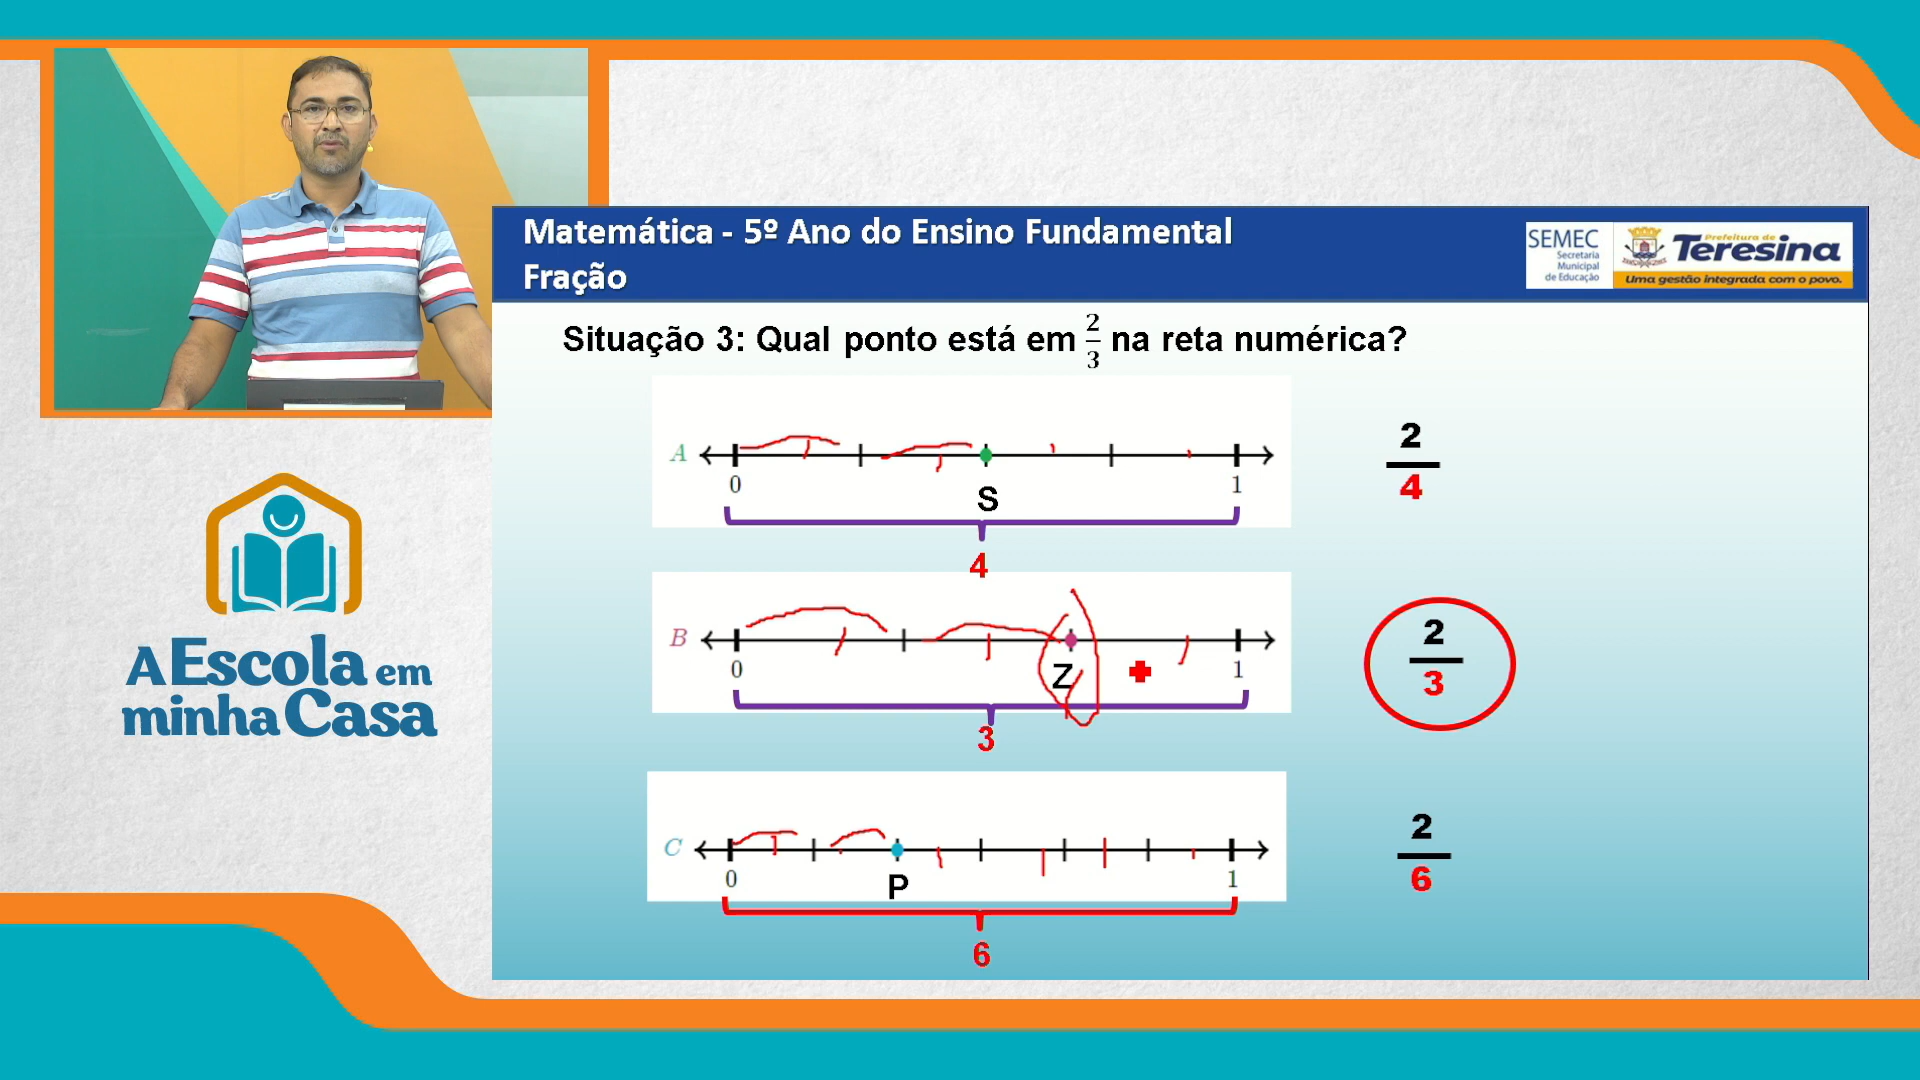 Matemática - 5º Ano do Ensino Fundamental
Fração
SEMEC
Secretaria
Municipal
de Educação
Prefeitura de
Teresina
Uma gestão integrada com o povo.
Situação 3: Qual ponto está em 2/3 na reta numérica?
A
0
S
1
4
2/4
B
0
Z
1
3
2/3
C
0
P
1
6
2/6
A Escola em
minha Casa